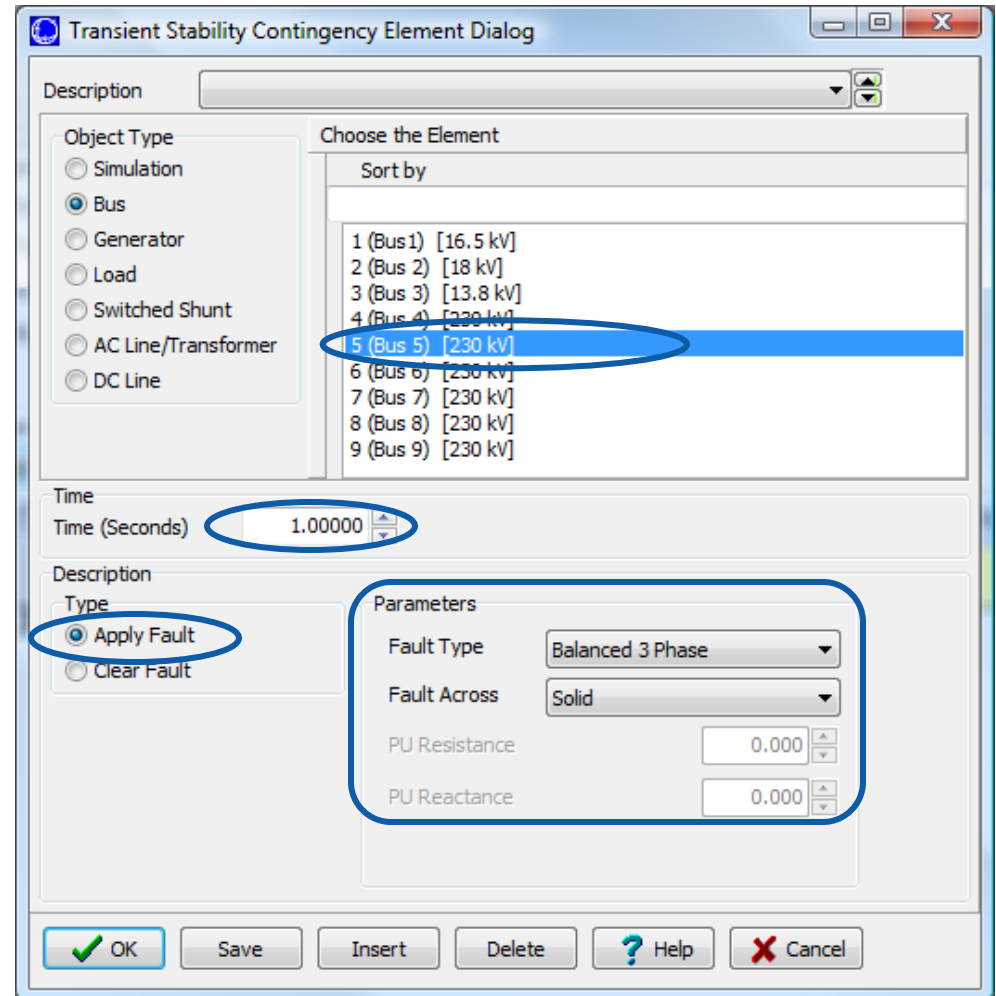 Transient Stability Contingency Element Dialog
Description
Object Type
Simulation
Bus
Generator
Load
Switched Shunt
AC Line/Transformer
DC Line
Choose the Element
Sort by
1 (Bus1) [16.5 kV]
2 (Bus 2) [18 kV]
3 (Bus 3) [13.8 kV]
4 (Bus 4) [230 kV]
5 (Bus 5) [230 kV]
6 (Bus 6) [230 kV]
7 (Bus 7) [230 kV]
8 (Bus 8) [230 kV]
9 (Bus 9) [230 kV]
Time
Time (Seconds) 1.00000
Description
Type
Apply Fault
Clear Fault
Parameters
Fault Type Balanced 3 Phase
Fault Across Solid
PU Resistance 0.000
PU Reactance 0.000
OK Save Insert Delete ? Help Cancel